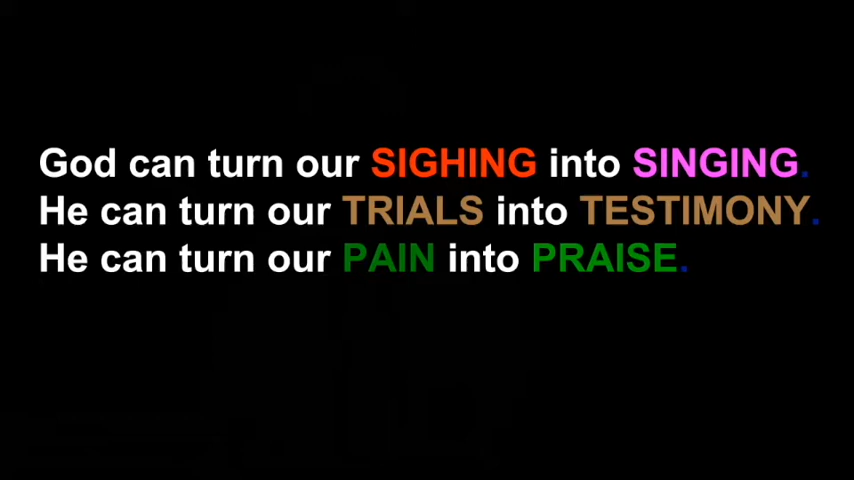 God can turn our SIGHING into SINGING.
He can turn our TRIALS into TESTIMONY.
He can turn our PAIN into PRAISE.